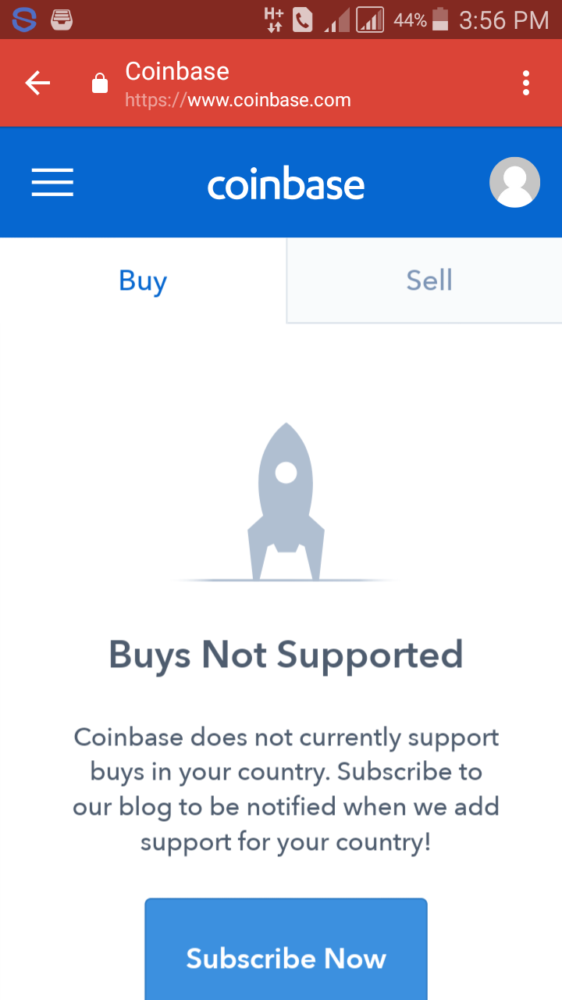 H+ 44% 3:56 PM
Coinbase
https://www.coinbase.com
coinbase
Buy Sell
Buys Not Supported
Coinbase does not currently support
buys in your country. Subscribe to
our blog to be notified when we add
support for your country!
Subscribe Now